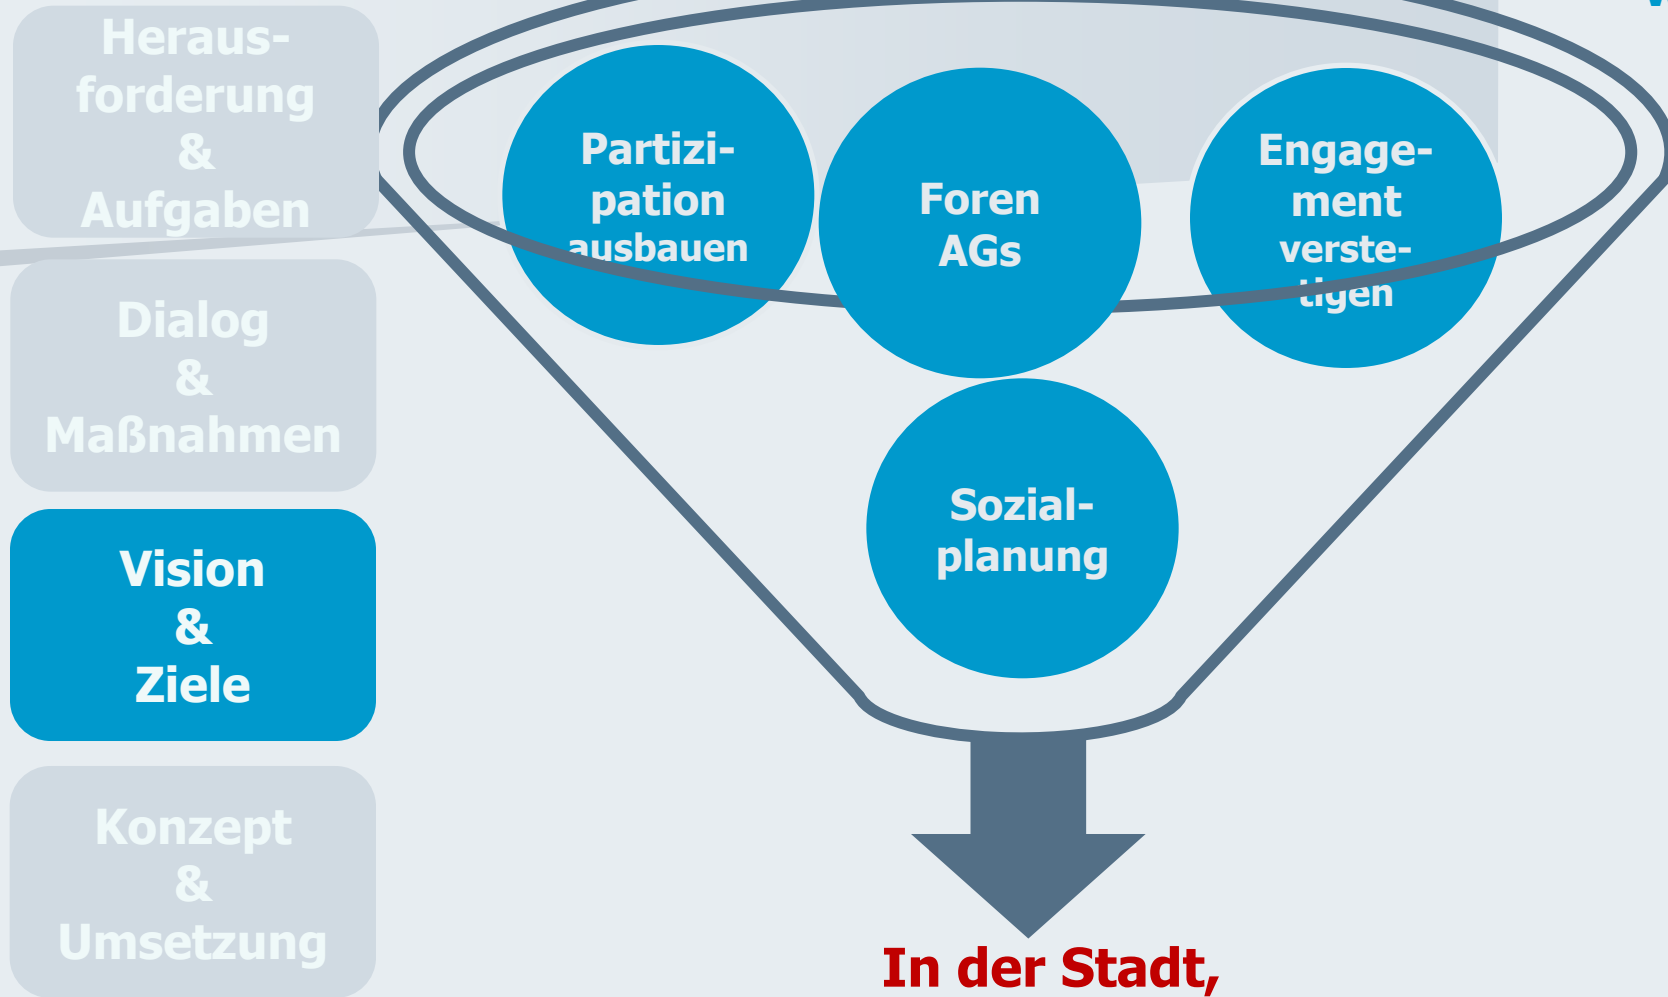 Heraus-
forderung
&
Aufgaben
Dialog
&
Maßnahmen
Vision
&
Ziele
Konzept
&
Umsetzung
Partizi-
pation
ausbauen
Foren
AGs
Engage-
ment
verste-
tigen
Sozial-
planung
In der Stadt,